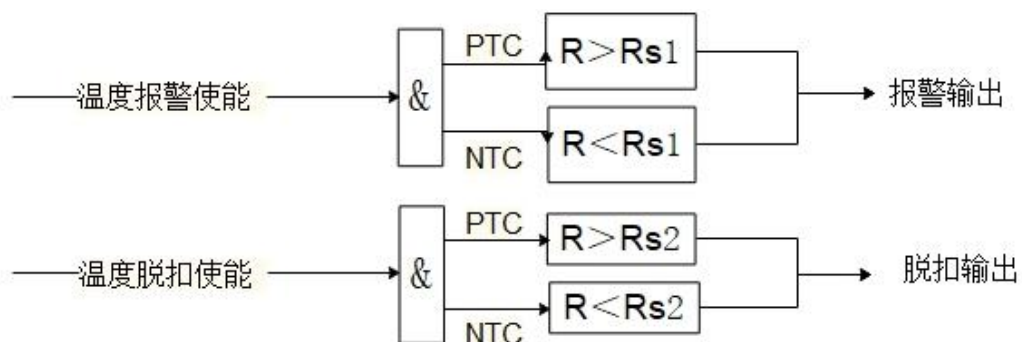 PTC
R＞Rs1
温度报警使能
&
报警输出
NTC
R＜Rs1
PTC
R＞Rs2
温度脱扣使能
&
脱扣输出
NTC
R＜Rs2